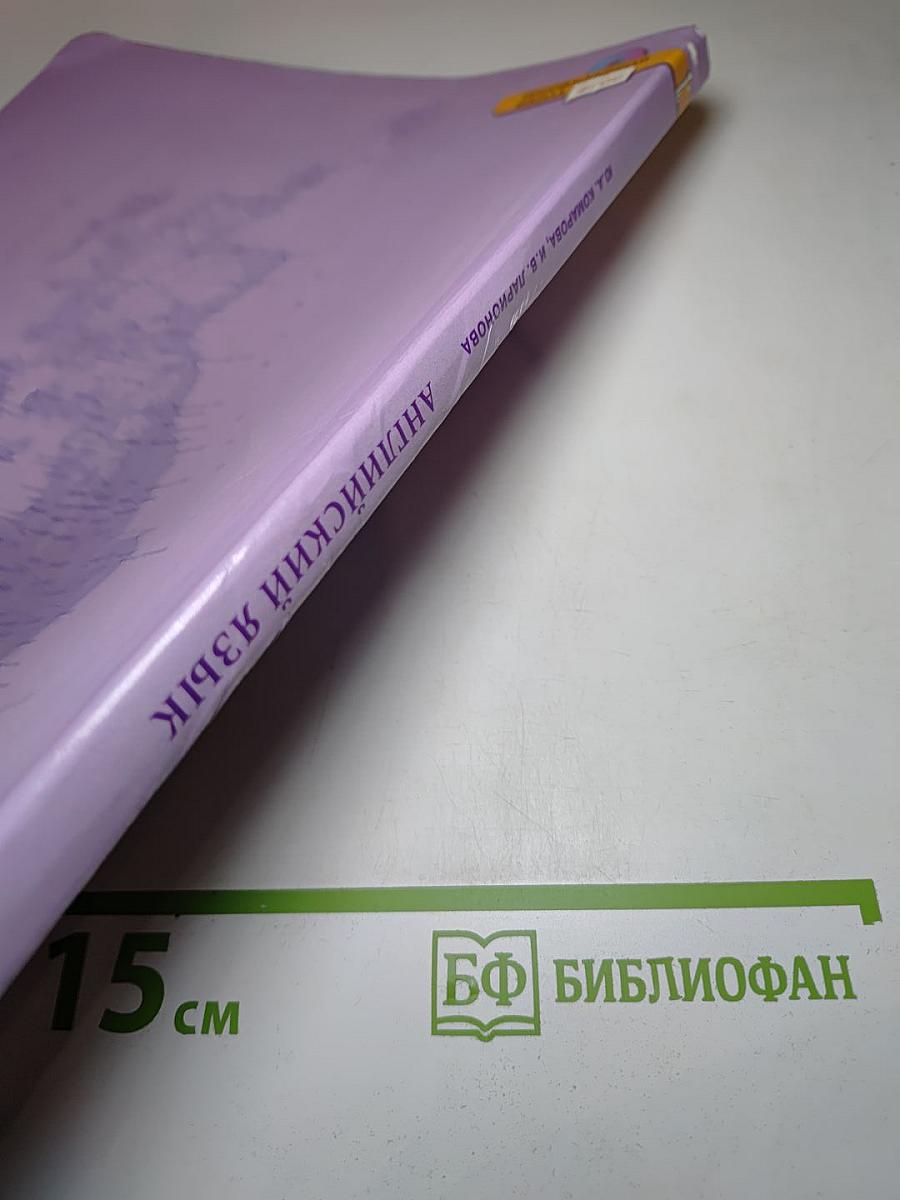 Ю.А. КОМАРОВА, И.В. ЛАРИОНОВА
АНГЛИЙСКИЙ ЯЗЫК
15 см
БФ БИБЛИОФАН